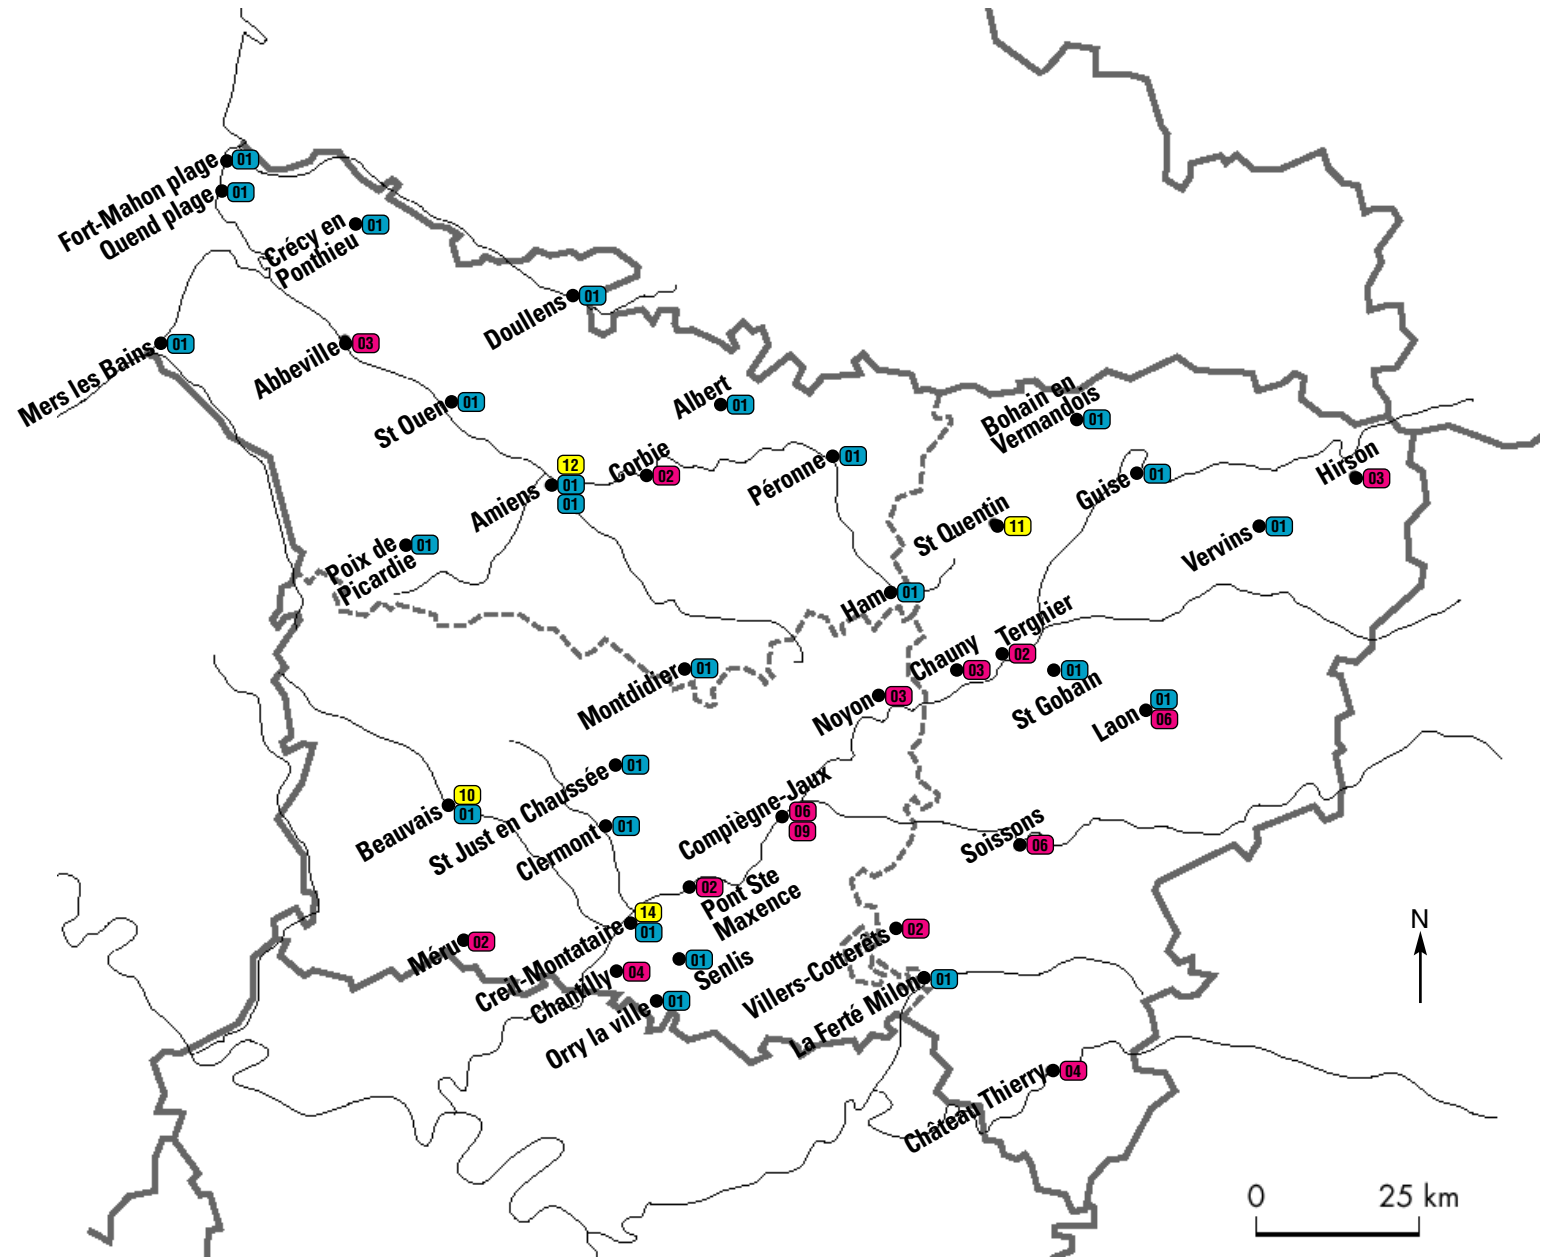 Fort-Mahon plage 01
Quend plage 01
Crécy en
Ponthieu 01
Doullens 01
Mers les Bains 01
Abbeville 03
St Ouen 01
Albert 01
Bohain en
Vermandois 01
12
Amiens 01
01
Corbie 02
Péronne 01
Guise 01
Hirson 03
St Quentin 11
Vervins 01
Poix de
Picardie 01
Ham 01
Tergnier 02
Chauny 03
St Gobain 01
Montdidier 01
Noyon 03
Laon 01
06
St Just en Chaussée 01
Beauvais 10
01
Clermont 01
Compiègne-Jaux 06
09
Soissons 06
Pont Ste
Maxence 02
Creil-Montataire 14
01
Méru 02
Villers-Cotterêts 02
Senlis 01
Chantilly 04
Orry la ville 01
La Ferté Milon 01
Château Thierry 04
N
0 25 km